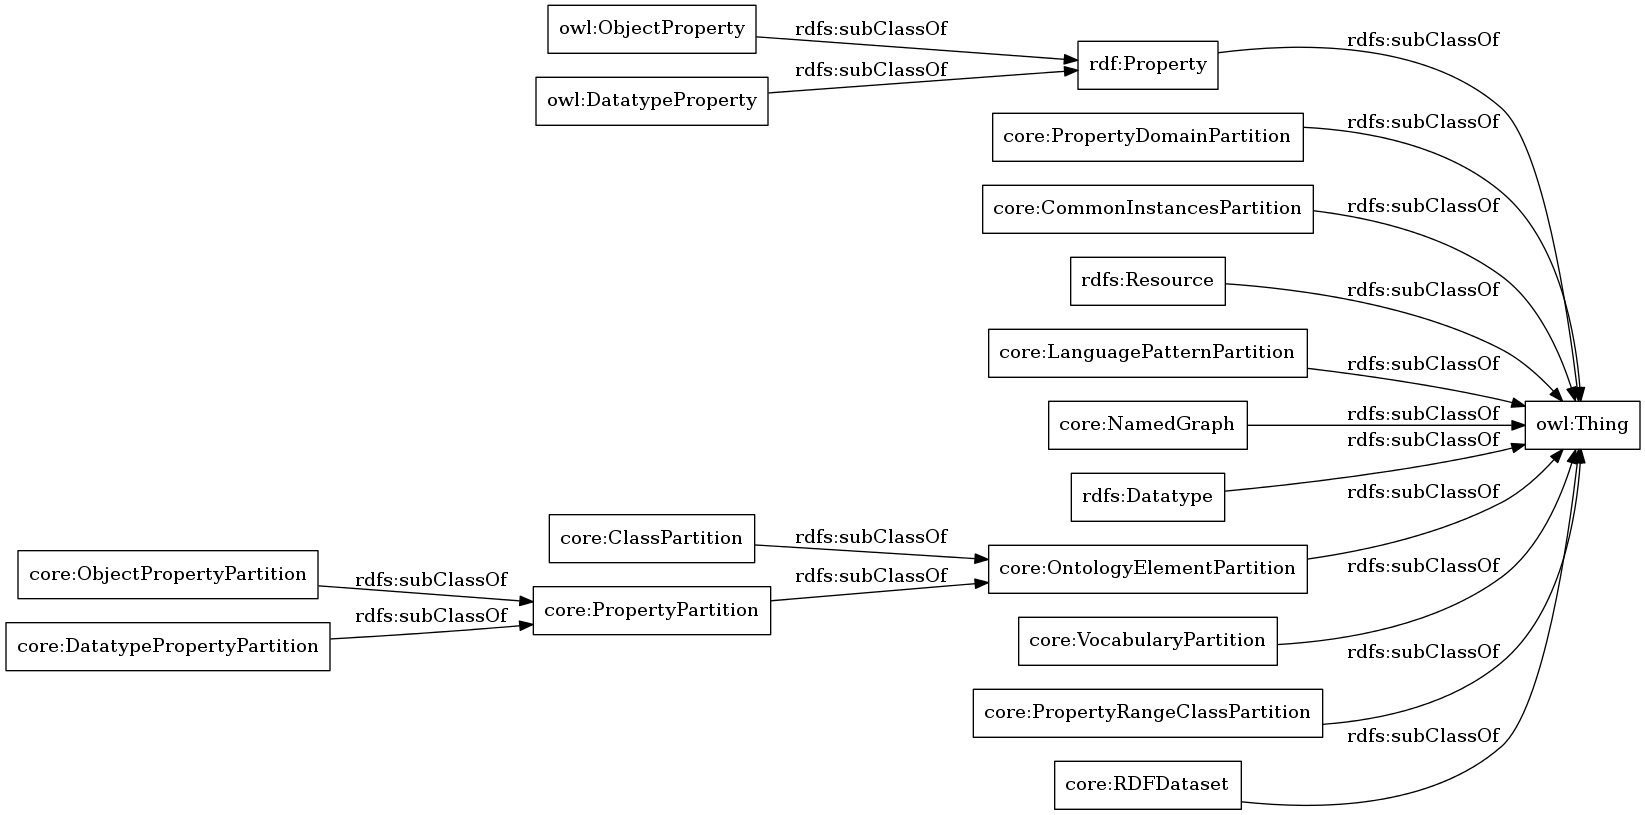 owl:ObjectProperty
rdfs:subClassOf
rdfs:subClassOf
rdf:Property
rdfs:subClassOf
owl:DatatypeProperty
rdfs:subClassOf
core:PropertyDomainPartition
rdfs:subClassOf
core:CommonInstancesPartition
rdfs:subClassOf
rdfs:Resource
rdfs:subClassOf
core:LanguagePatternPartition
rdfs:subClassOf
core:NamedGraph
rdfs:subClassOf
owl:Thing
rdfs:subClassOf
rdfs:Datatype
rdfs:subClassOf
core:ClassPartition
rdfs:subClassOf
core:OntologyElementPartition
rdfs:subClassOf
core:ObjectPropertyPartition
rdfs:subClassOf
rdfs:subClassOf
core:PropertyPartition
rdfs:subClassOf
core:DatatypePropertyPartition
core:VocabularyPartition
rdfs:subClassOf
core:PropertyRangeClassPartition
rdfs:subClassOf
core:RDFDataset